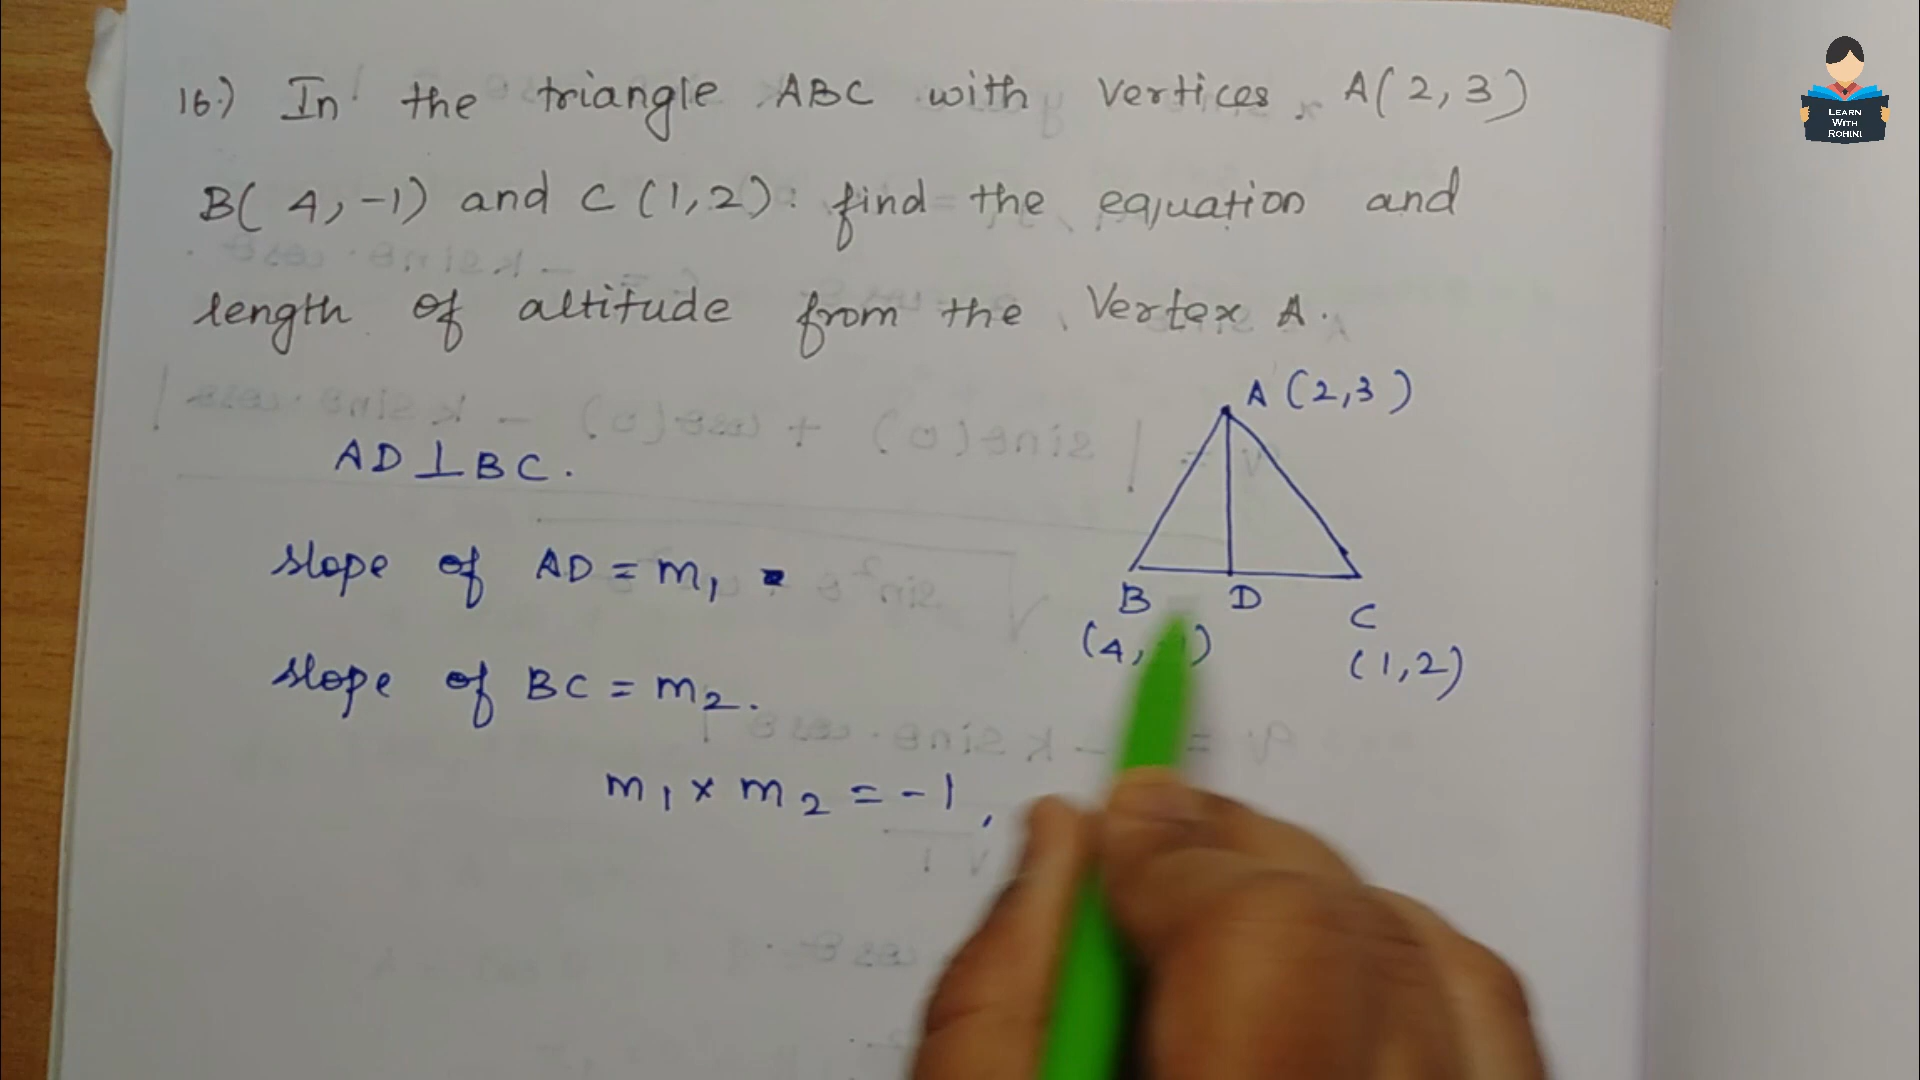 16.) In the triangle ABC with vertices A(2,3)
B(4,-1) and C(1,2). find the equation and
length of altitude from the Vertex A.
A(2,3)
AD⊥BC.
slope of AD = m₁
B D C
(4, ) (1,2)
slope of BC = m₂.
m₁ × m₂ = -1,
LEARN
WITH
ROHINI